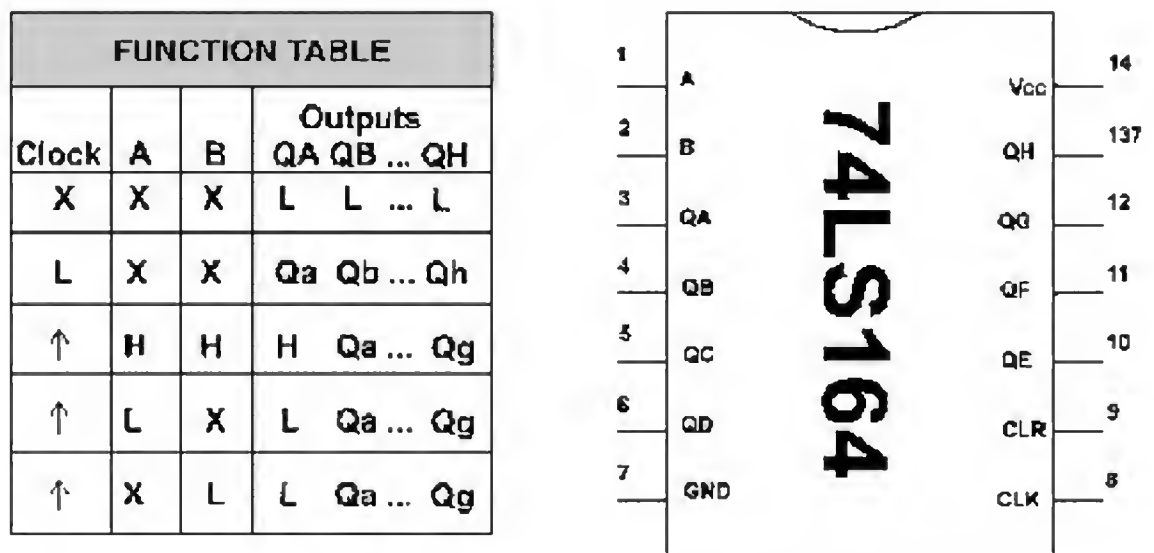 FUNCTION TABLE
Outputs
Clock A B QA QB ... QH
X X X L L ... L
L X X Qa Qb ... Qh
↑ H H H Qa ... Qg
↑ L X L Qa ... Qg
↑ X L L Qa ... Qg
74LS164
1 A Vcc 14
2 B QH 137
3 QA QG 12
4 QB QF 11
5 QC QE 10
6 QD CLR 9
7 GND CLK 8